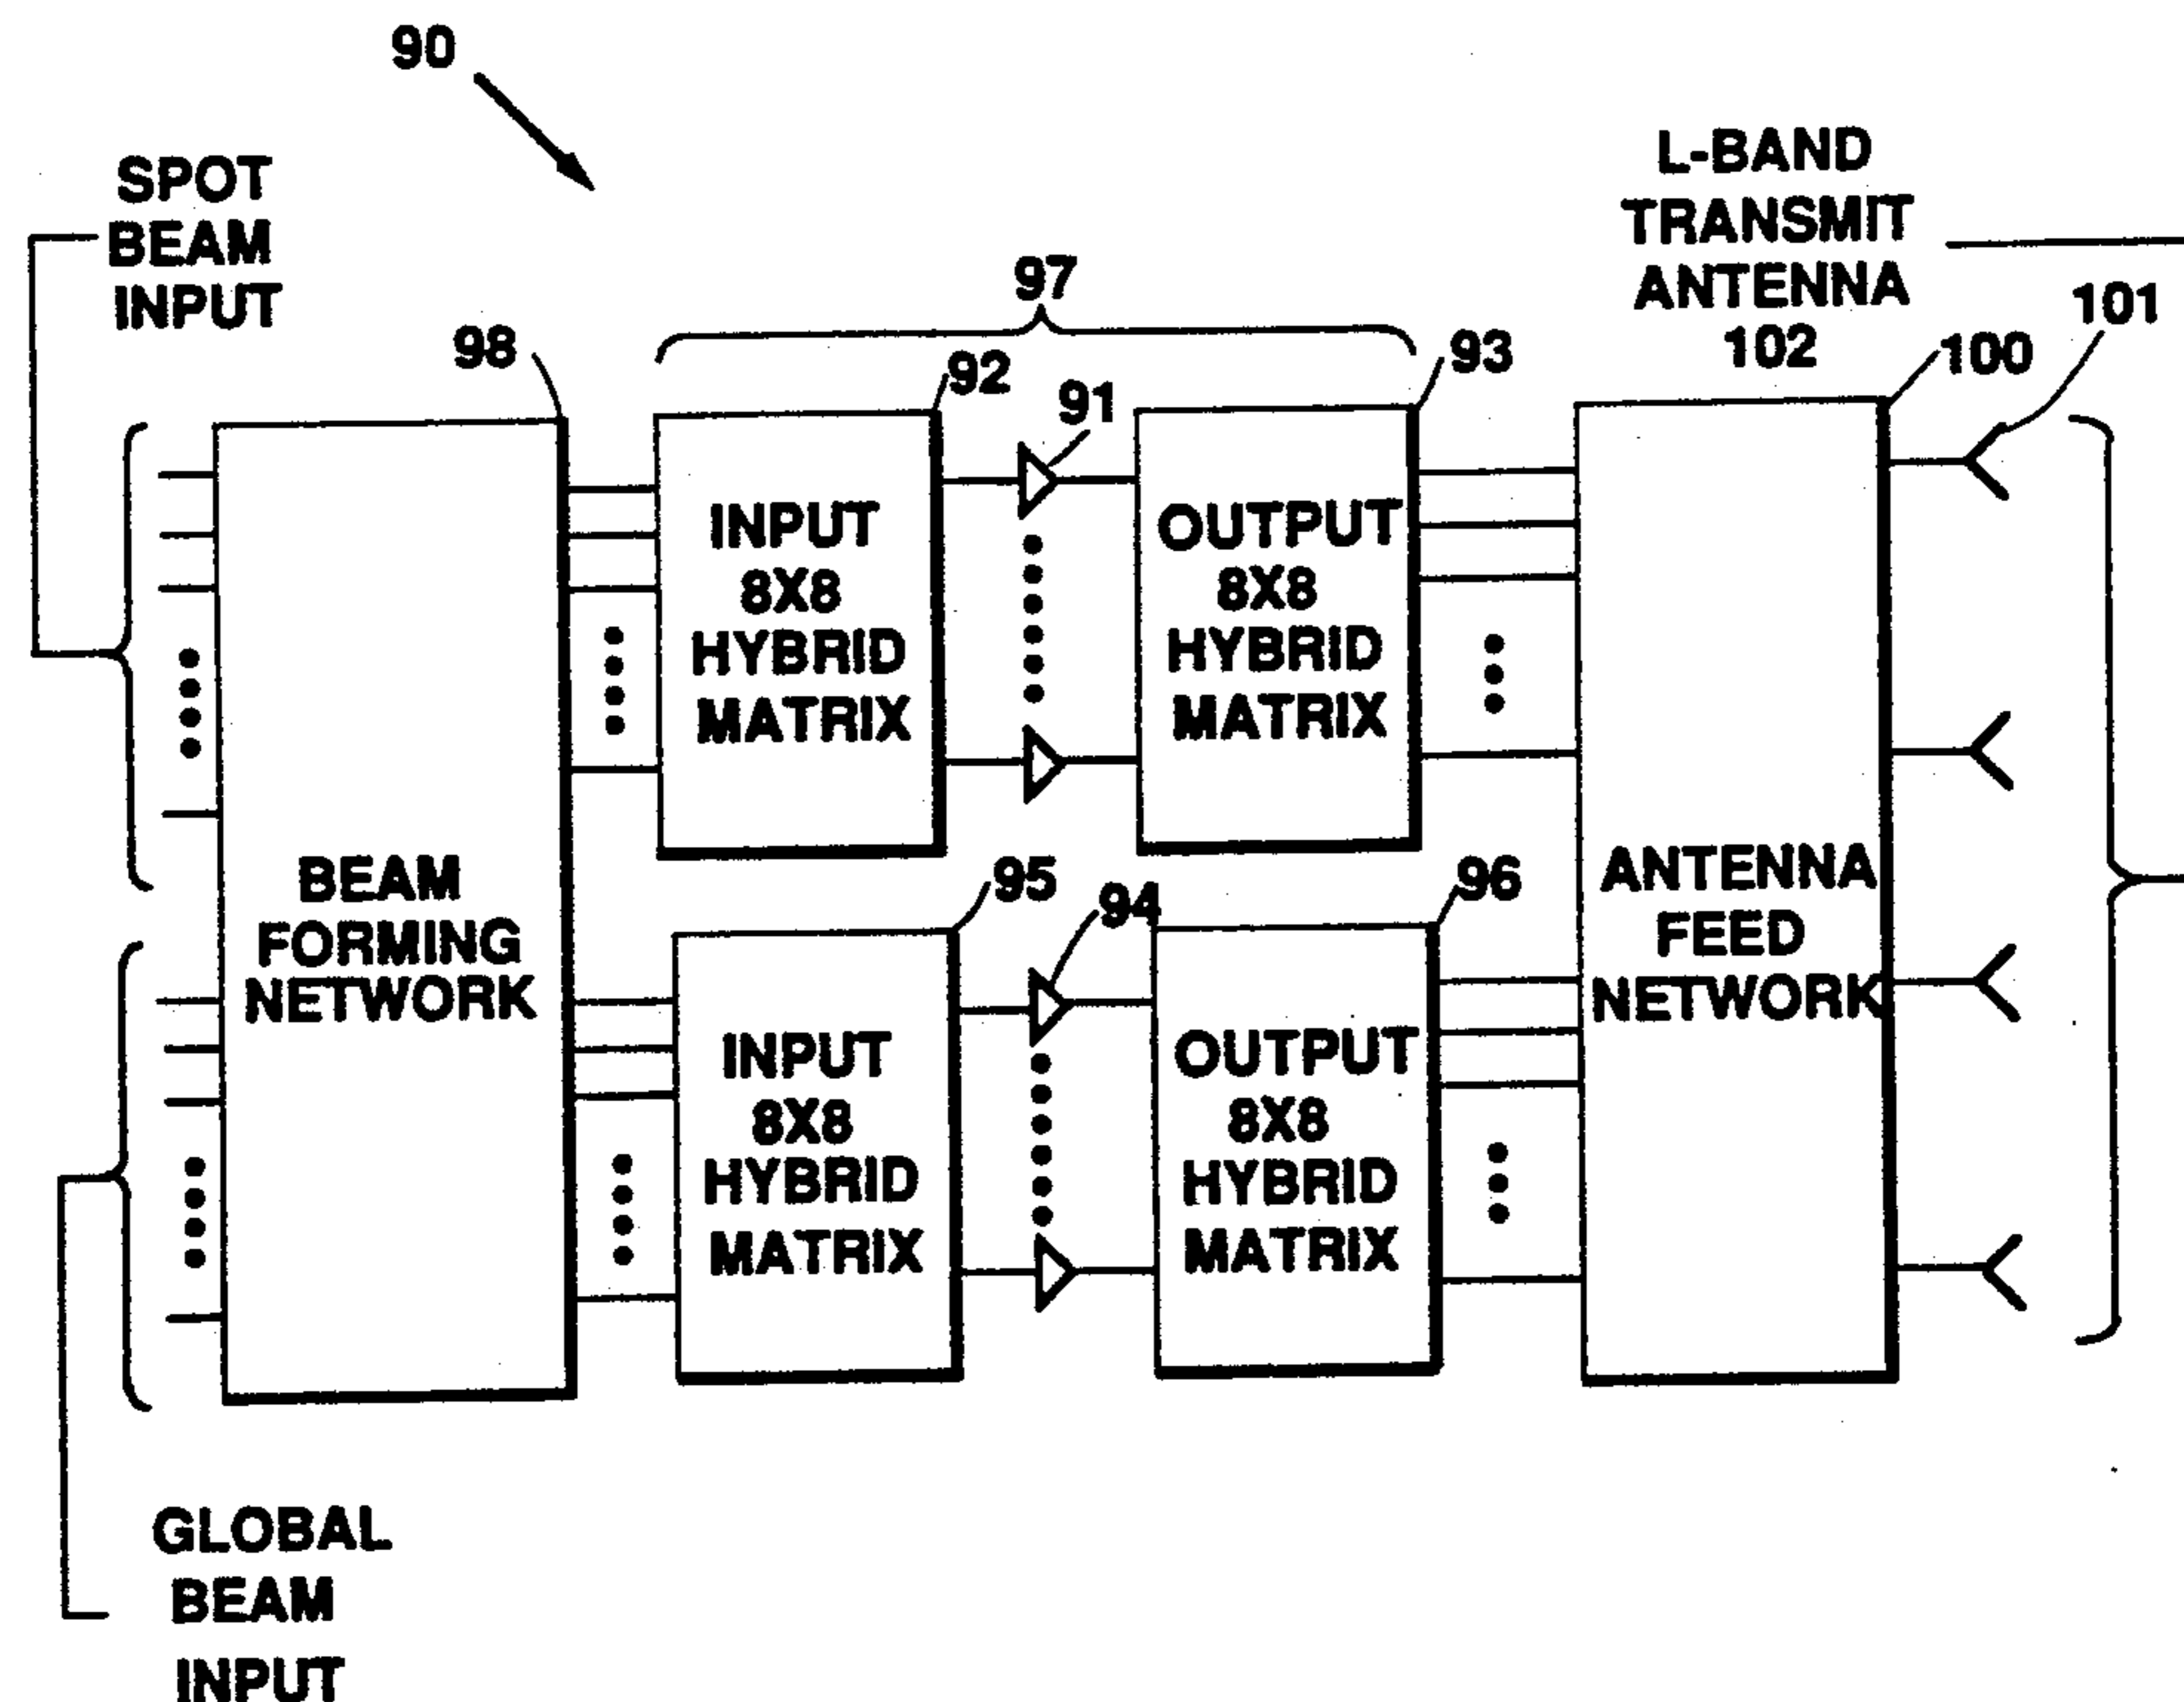 90
SPOT
BEAM
INPUT
L-BAND
TRANSMIT
ANTENNA
102
97
101
98
92
91
93
100
INPUT
8X8
HYBRID
MATRIX
OUTPUT
8X8
HYBRID
MATRIX
BEAM
FORMING
NETWORK
95
94
96
ANTENNA
FEED
NETWORK
INPUT
8X8
HYBRID
MATRIX
OUTPUT
8X8
HYBRID
MATRIX
GLOBAL
BEAM
INPUT